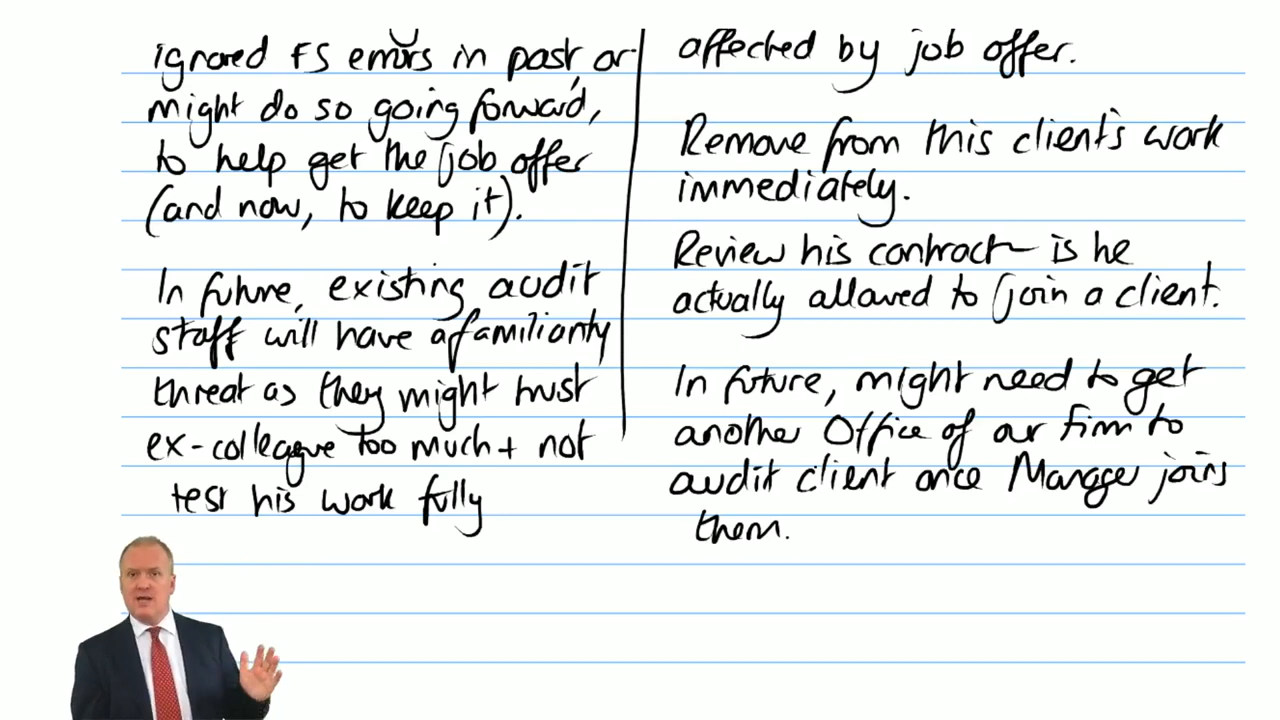 ignored FS errors in past, or
might do so going forward,
to help get the job offer
(and now, to keep it).
In future, existing audit
staff will have a familiarity
threat as they might trust
ex-colleague too much + not
test his work fully
affected by job offer.
Remove from this client's work
immediately.
Review his contract - is he
actually allowed to join a client.
In future, might need to get
another Office of our Firm to
audit client once Manager joins
them.